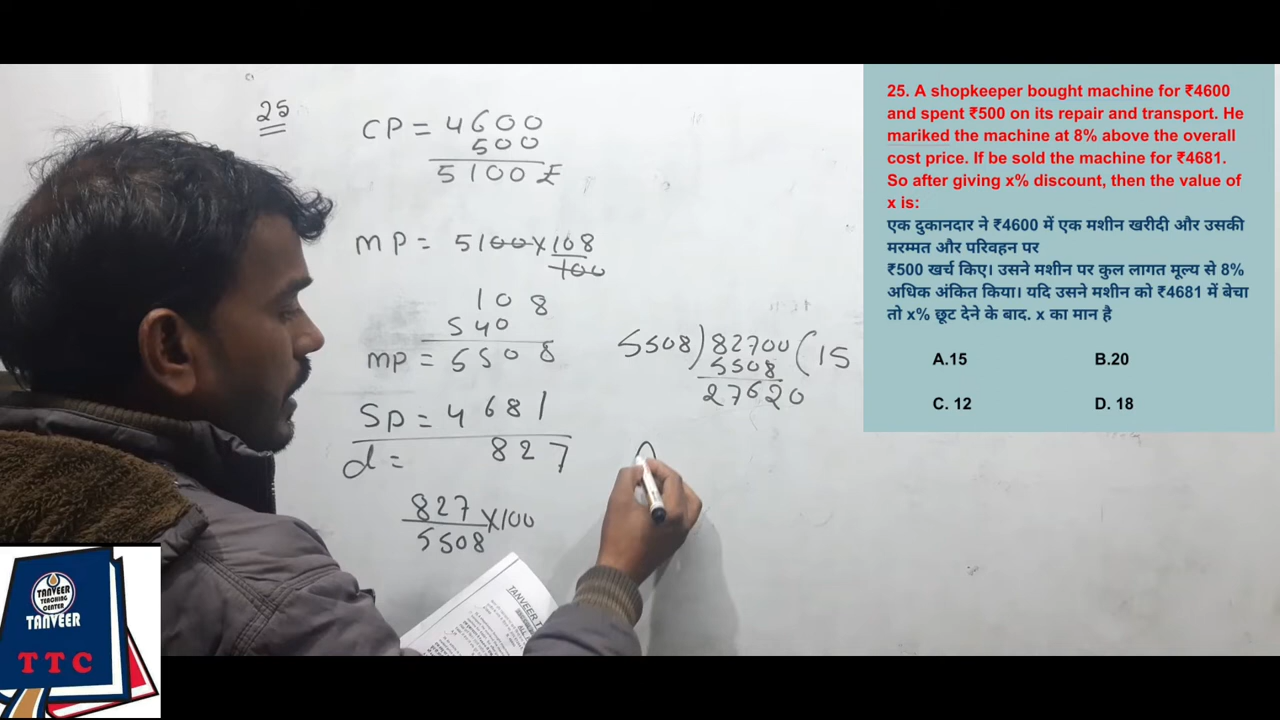 25
CP = 4600
500
5100 ₹
MP = 5100 × 108
100
108
540
MP = 5508
SP = 4681
d = 827
827 × 100
5508
5508 ) 82700 ( 15
5508
27620
25. A shopkeeper bought machine for ₹4600
and spent ₹500 on its repair and transport. He
mariked the machine at 8% above the overall
cost price. If be sold the machine for ₹4681.
So after giving x% discount, then the value of
x is:
एक दुकानदार ने ₹4600 में एक मशीन खरीदी और उसकी
मरम्मत और परिवहन पर
₹500 खर्च किए। उसने मशीन पर कुल लागत मूल्य से 8%
अधिक अंकित किया। यदि उसने मशीन को ₹4681 में बेचा
तो x% छूट देने के बाद. x का मान है
A.15 B.20
C. 12 D. 18
TANVEER
TEACHING
CENTER
TANVEER
TTC
TANVEER T